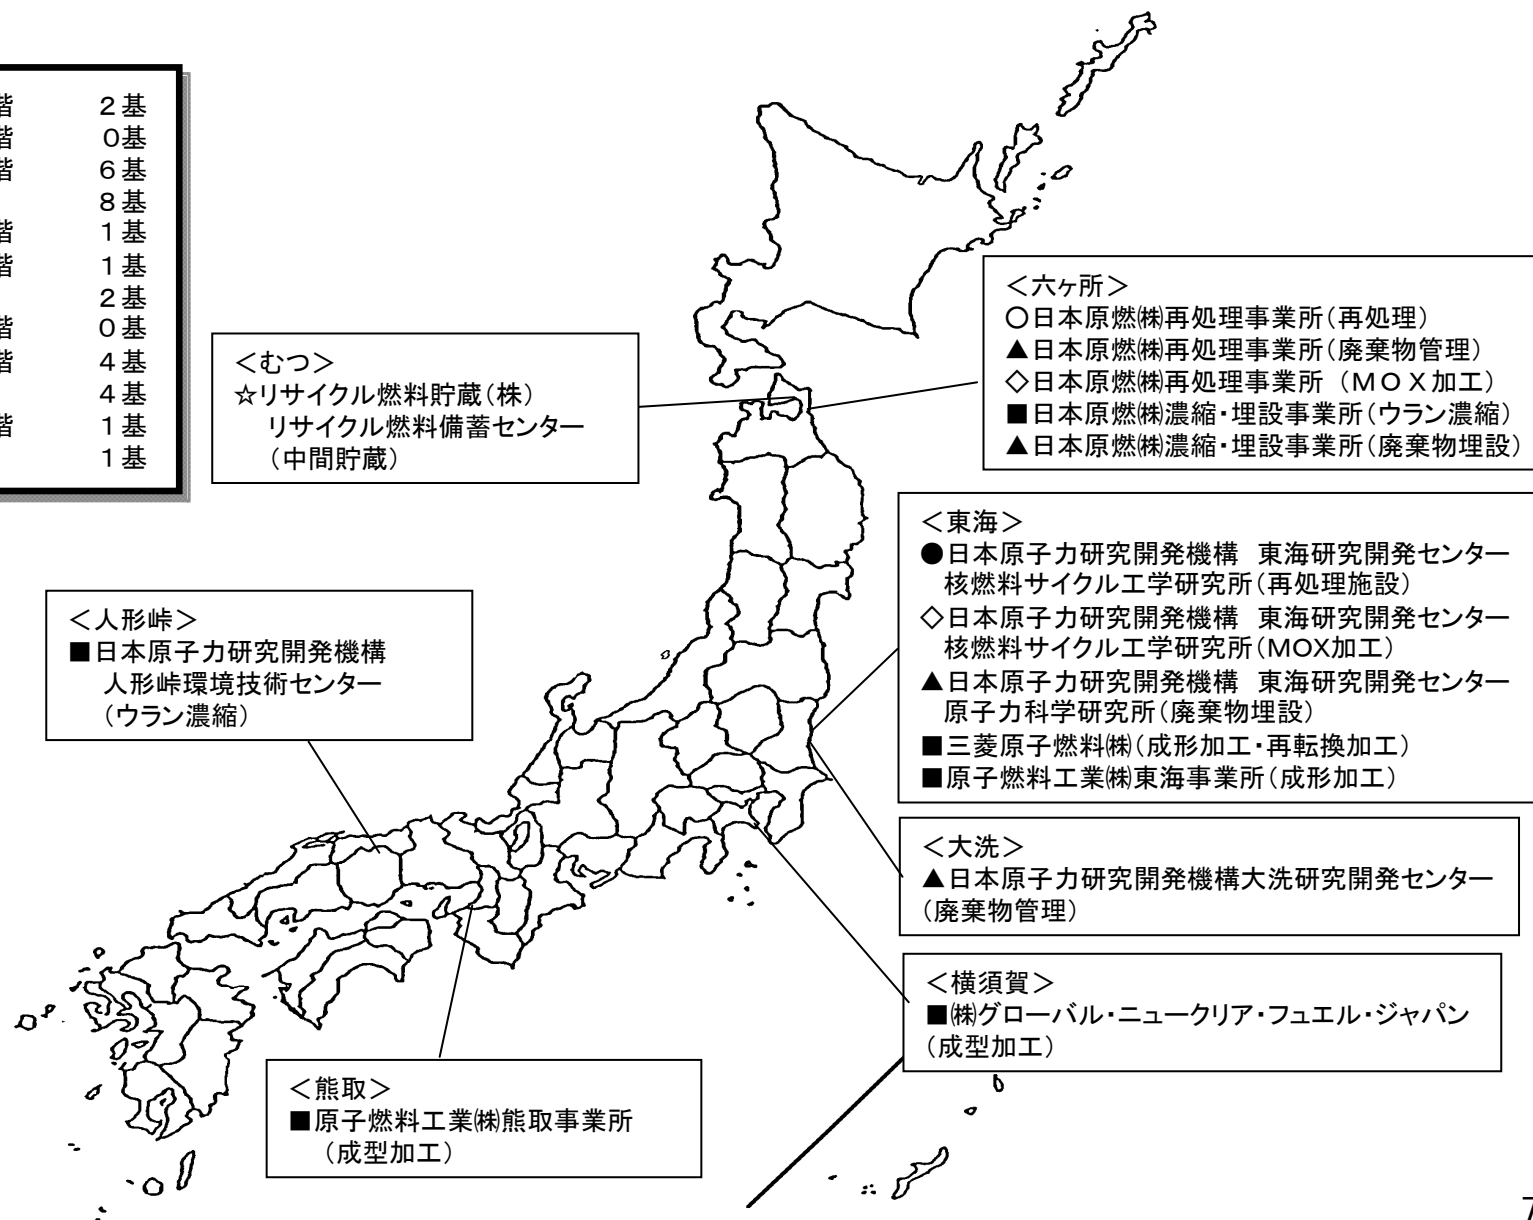 階 2基
階 0基
階 6基
8基
階 1基
階 1基
2基
階 0基
階 4基
4基
階 1基
1基
<むつ>
☆リサイクル燃料貯蔵(株)
リサイクル燃料備蓄センター
(中間貯蔵)
<六ヶ所>
○日本原燃㈱再処理事業所(再処理)
▲日本原燃㈱再処理事業所(廃棄物管理)
◇日本原燃㈱再処理事業所 (MOX加工)
■日本原燃㈱濃縮・埋設事業所(ウラン濃縮)
▲日本原燃㈱濃縮・埋設事業所(廃棄物埋設)
<東海>
●日本原子力研究開発機構 東海研究開発センター
核燃料サイクル工学研究所(再処理施設)
◇日本原子力研究開発機構 東海研究開発センター
核燃料サイクル工学研究所(MOX加工)
▲日本原子力研究開発機構 東海研究開発センター
原子力科学研究所(廃棄物埋設)
■三菱原子燃料㈱(成形加工・再転換加工)
■原子燃料工業㈱東海事業所(成形加工)
<人形峠>
■日本原子力研究開発機構
人形峠環境技術センター
(ウラン濃縮)
<大洗>
▲日本原子力研究開発機構大洗研究開発センター
(廃棄物管理)
<横須賀>
■㈱グローバル・ニュークリア・フュエル・ジャパン
(成型加工)
<熊取>
■原子燃料工業㈱熊取事業所
(成型加工)
7